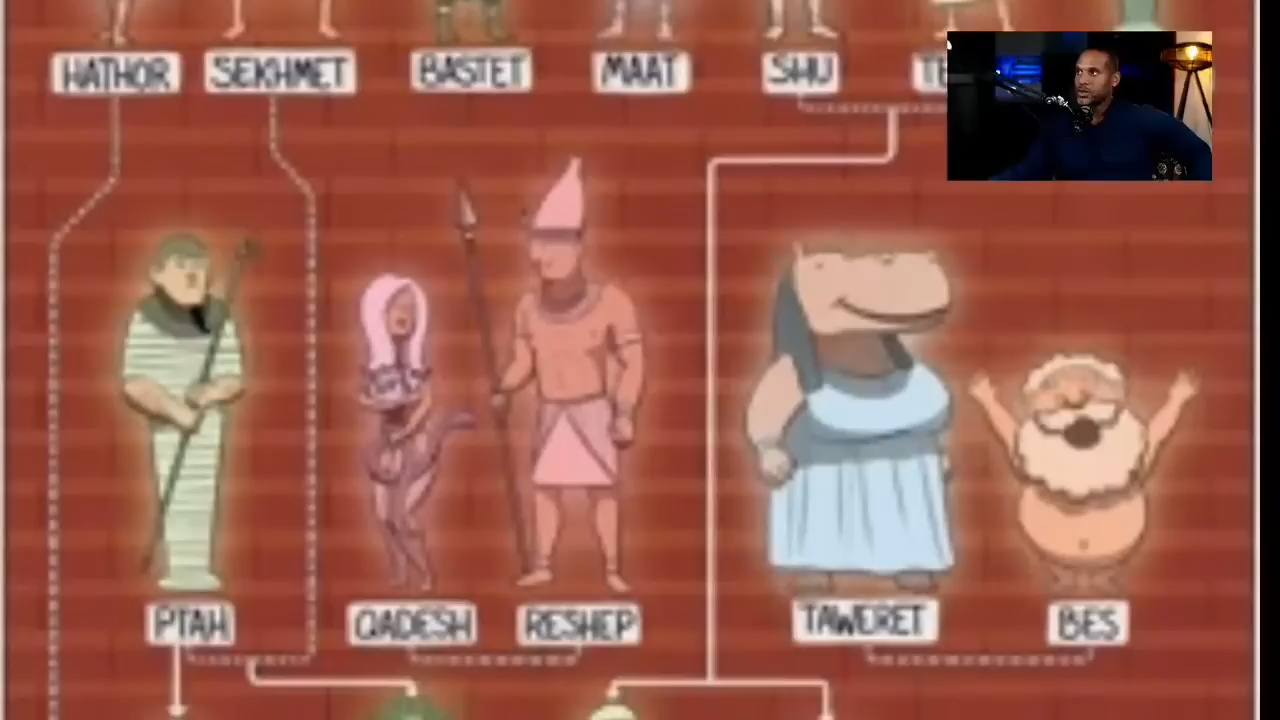 HATHOR
SEKHMET
BASTET
MAAT
SHU
PTAH
QADESH
RESHEP
TAWERET
BES